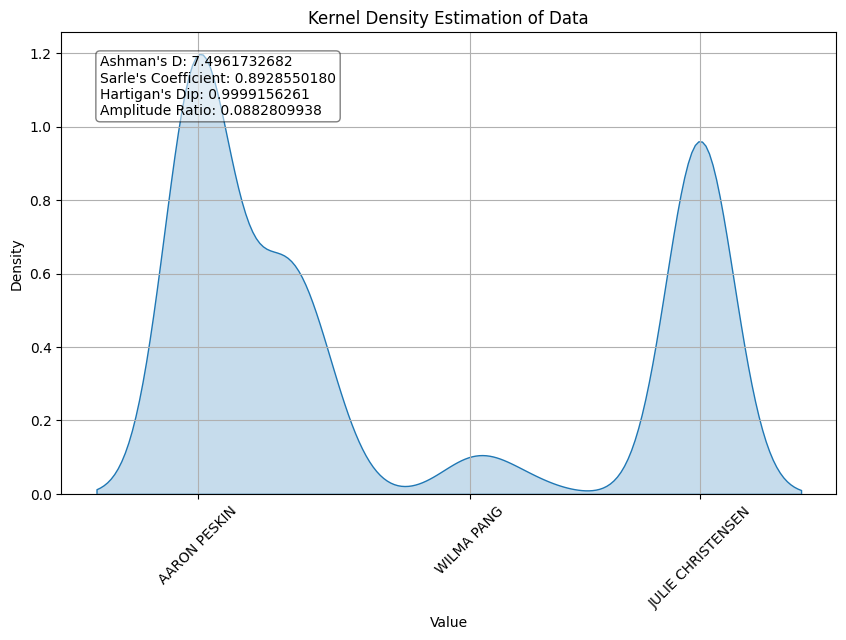 Kernel Density Estimation of Data
Ashman's D: 7.4961732682
Sarle's Coefficient: 0.8928550180
Hartigan's Dip: 0.9999156261
Amplitude Ratio: 0.0882809938
1.2
1.0
0.8
0.6
0.4
0.2
0.0
Density
AARON PESKIN
WILMA PANG
JULIE CHRISTENSEN
Value